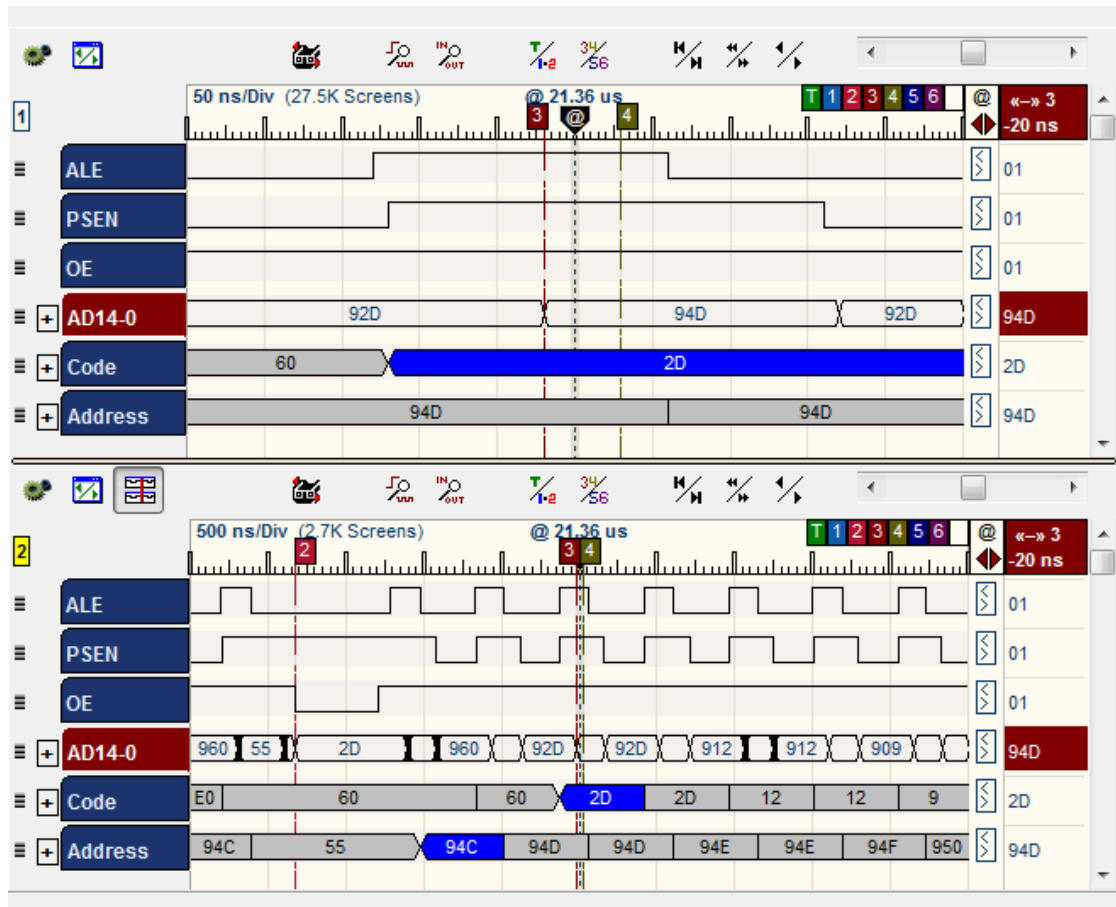 50 ns/Div (27.5K Screens) @ 21.36 us T 1 2 3 4 5 6 @ «–» 3
1 3 @ 4 -20 ns
ALE 01
PSEN 01
OE 01
AD14-0 92D 94D 92D 94D
Code 60 2D 2D
Address 94D 94D 94D
500 ns/Div (2.7K Screens) @ 21.36 us T 1 2 3 4 5 6 @ «–» 3
2 2 3 4 -20 ns
ALE 01
PSEN 01
OE 01
AD14-0 960 55 2D 960 92D 92D 912 912 909 94D
Code E0 60 60 2D 2D 12 12 9 2D
Address 94C 55 94C 94D 94D 94E 94E 94F 950 94D